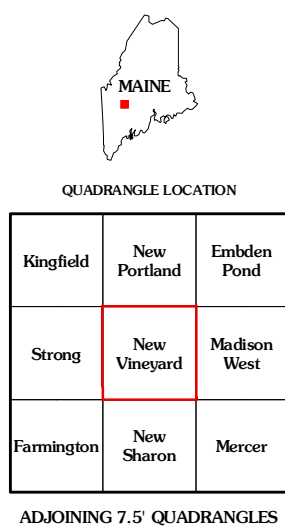 MAINE
QUADRANGLE LOCATION
Kingfield
New
Portland
Embden
Pond
Strong
New
Vineyard
Madison
West
Farmington
New
Sharon
Mercer
ADJOINING 7.5' QUADRANGLES